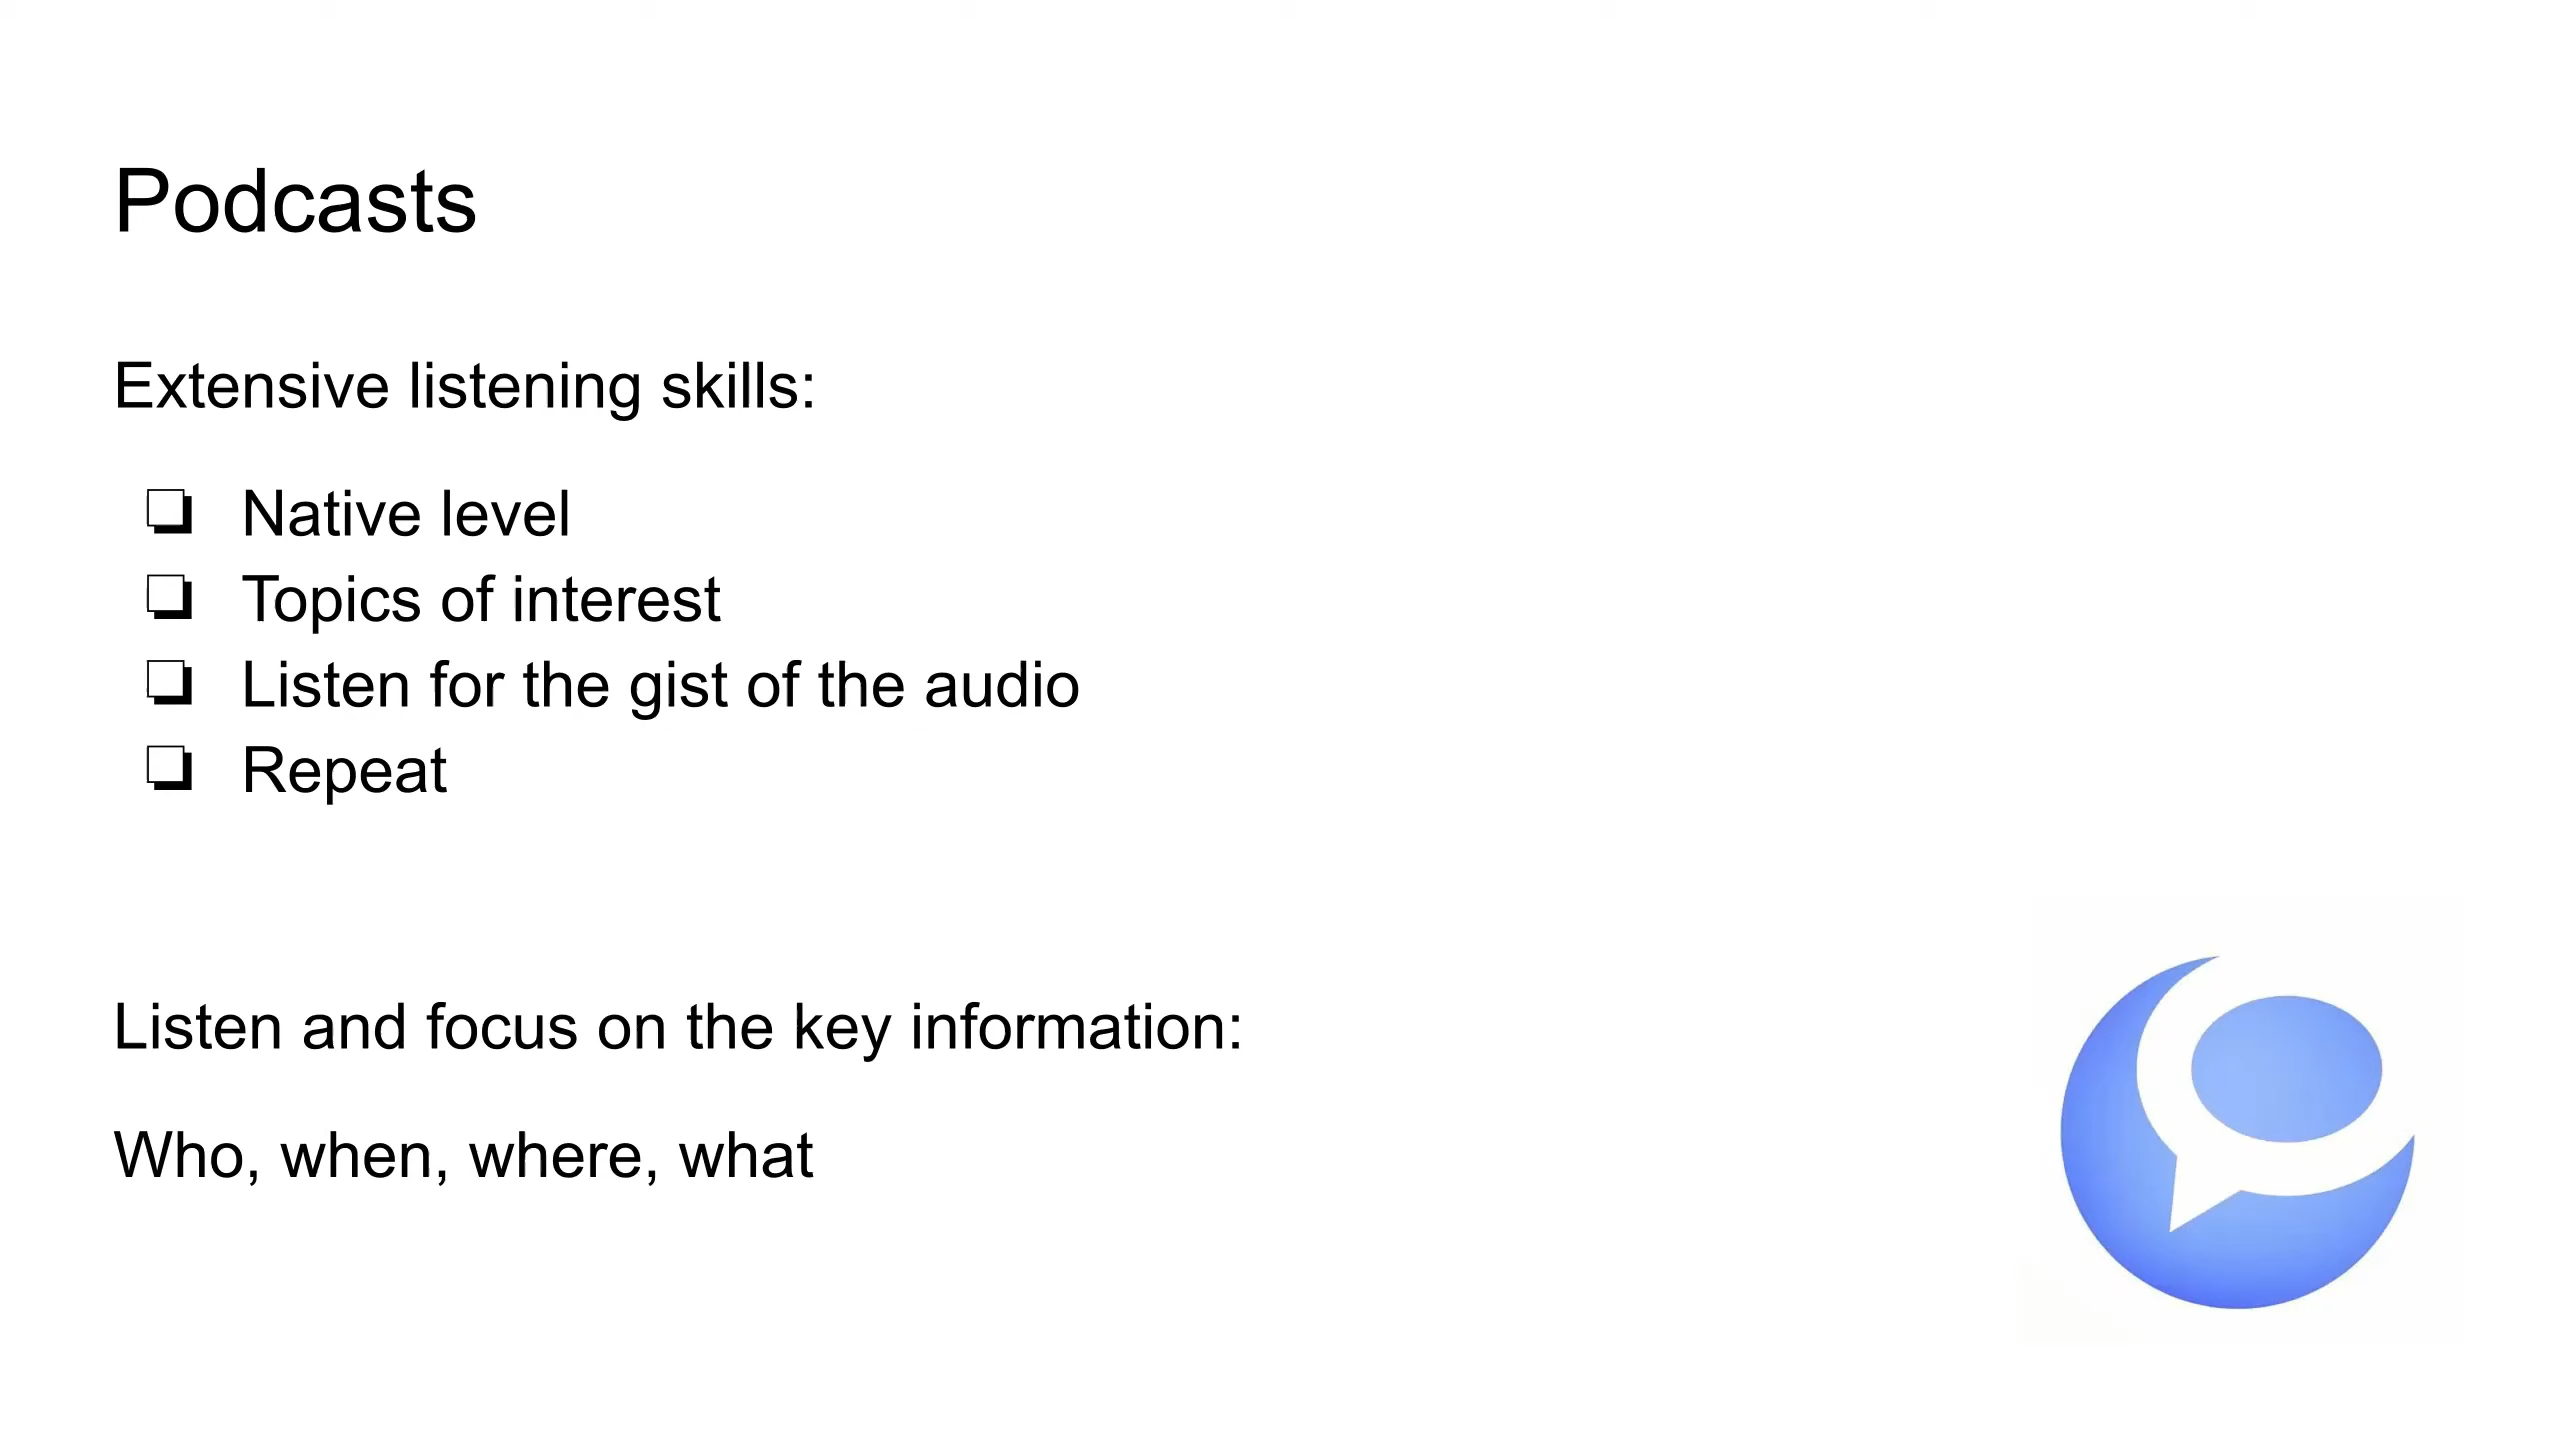 Podcasts
Extensive listening skills:
❏ Native level
❏ Topics of interest
❏ Listen for the gist of the audio
❏ Repeat
Listen and focus on the key information:
Who, when, where, what